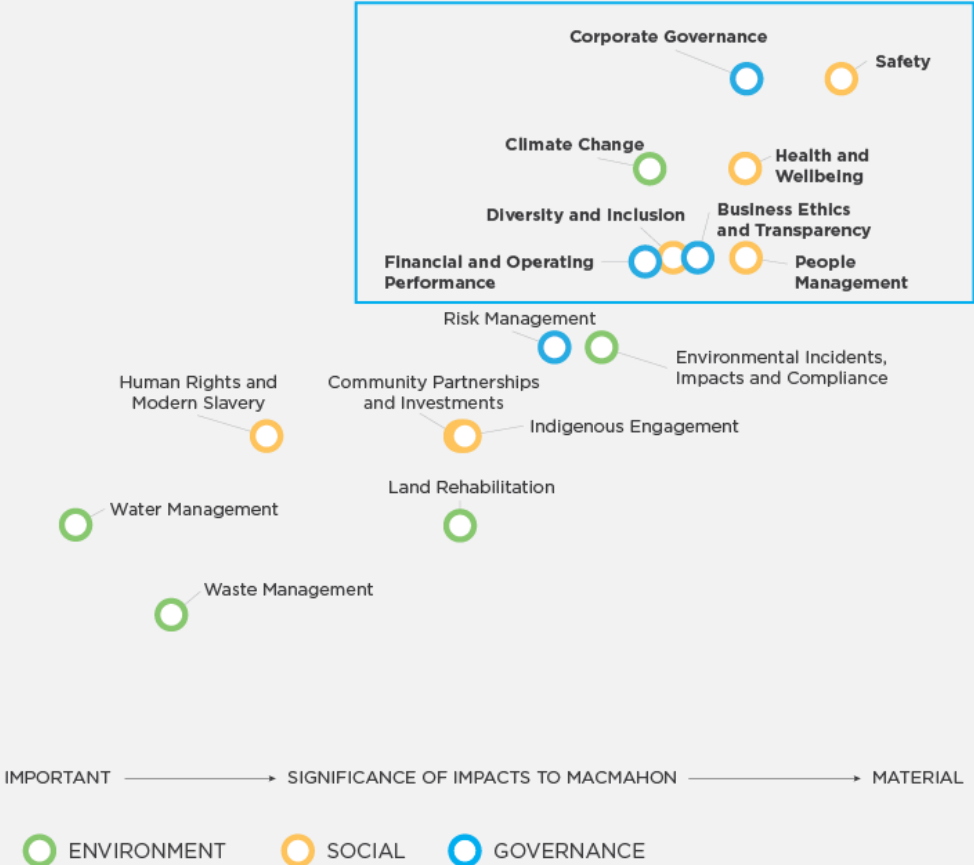 Corporate Governance
Safety
Climate Change
Health and
Wellbeing
Diversity and Inclusion
Business Ethics
and Transparency
Financial and Operating
Performance
People
Management
Risk Management
Environmental Incidents,
Impacts and Compliance
Human Rights and
Modern Slavery
Community Partnerships
and Investments
Indigenous Engagement
Land Rehabilitation
Water Management
Waste Management
IMPORTANT SIGNIFICANCE OF IMPACTS TO MACMAHON MATERIAL
ENVIRONMENT SOCIAL GOVERNANCE